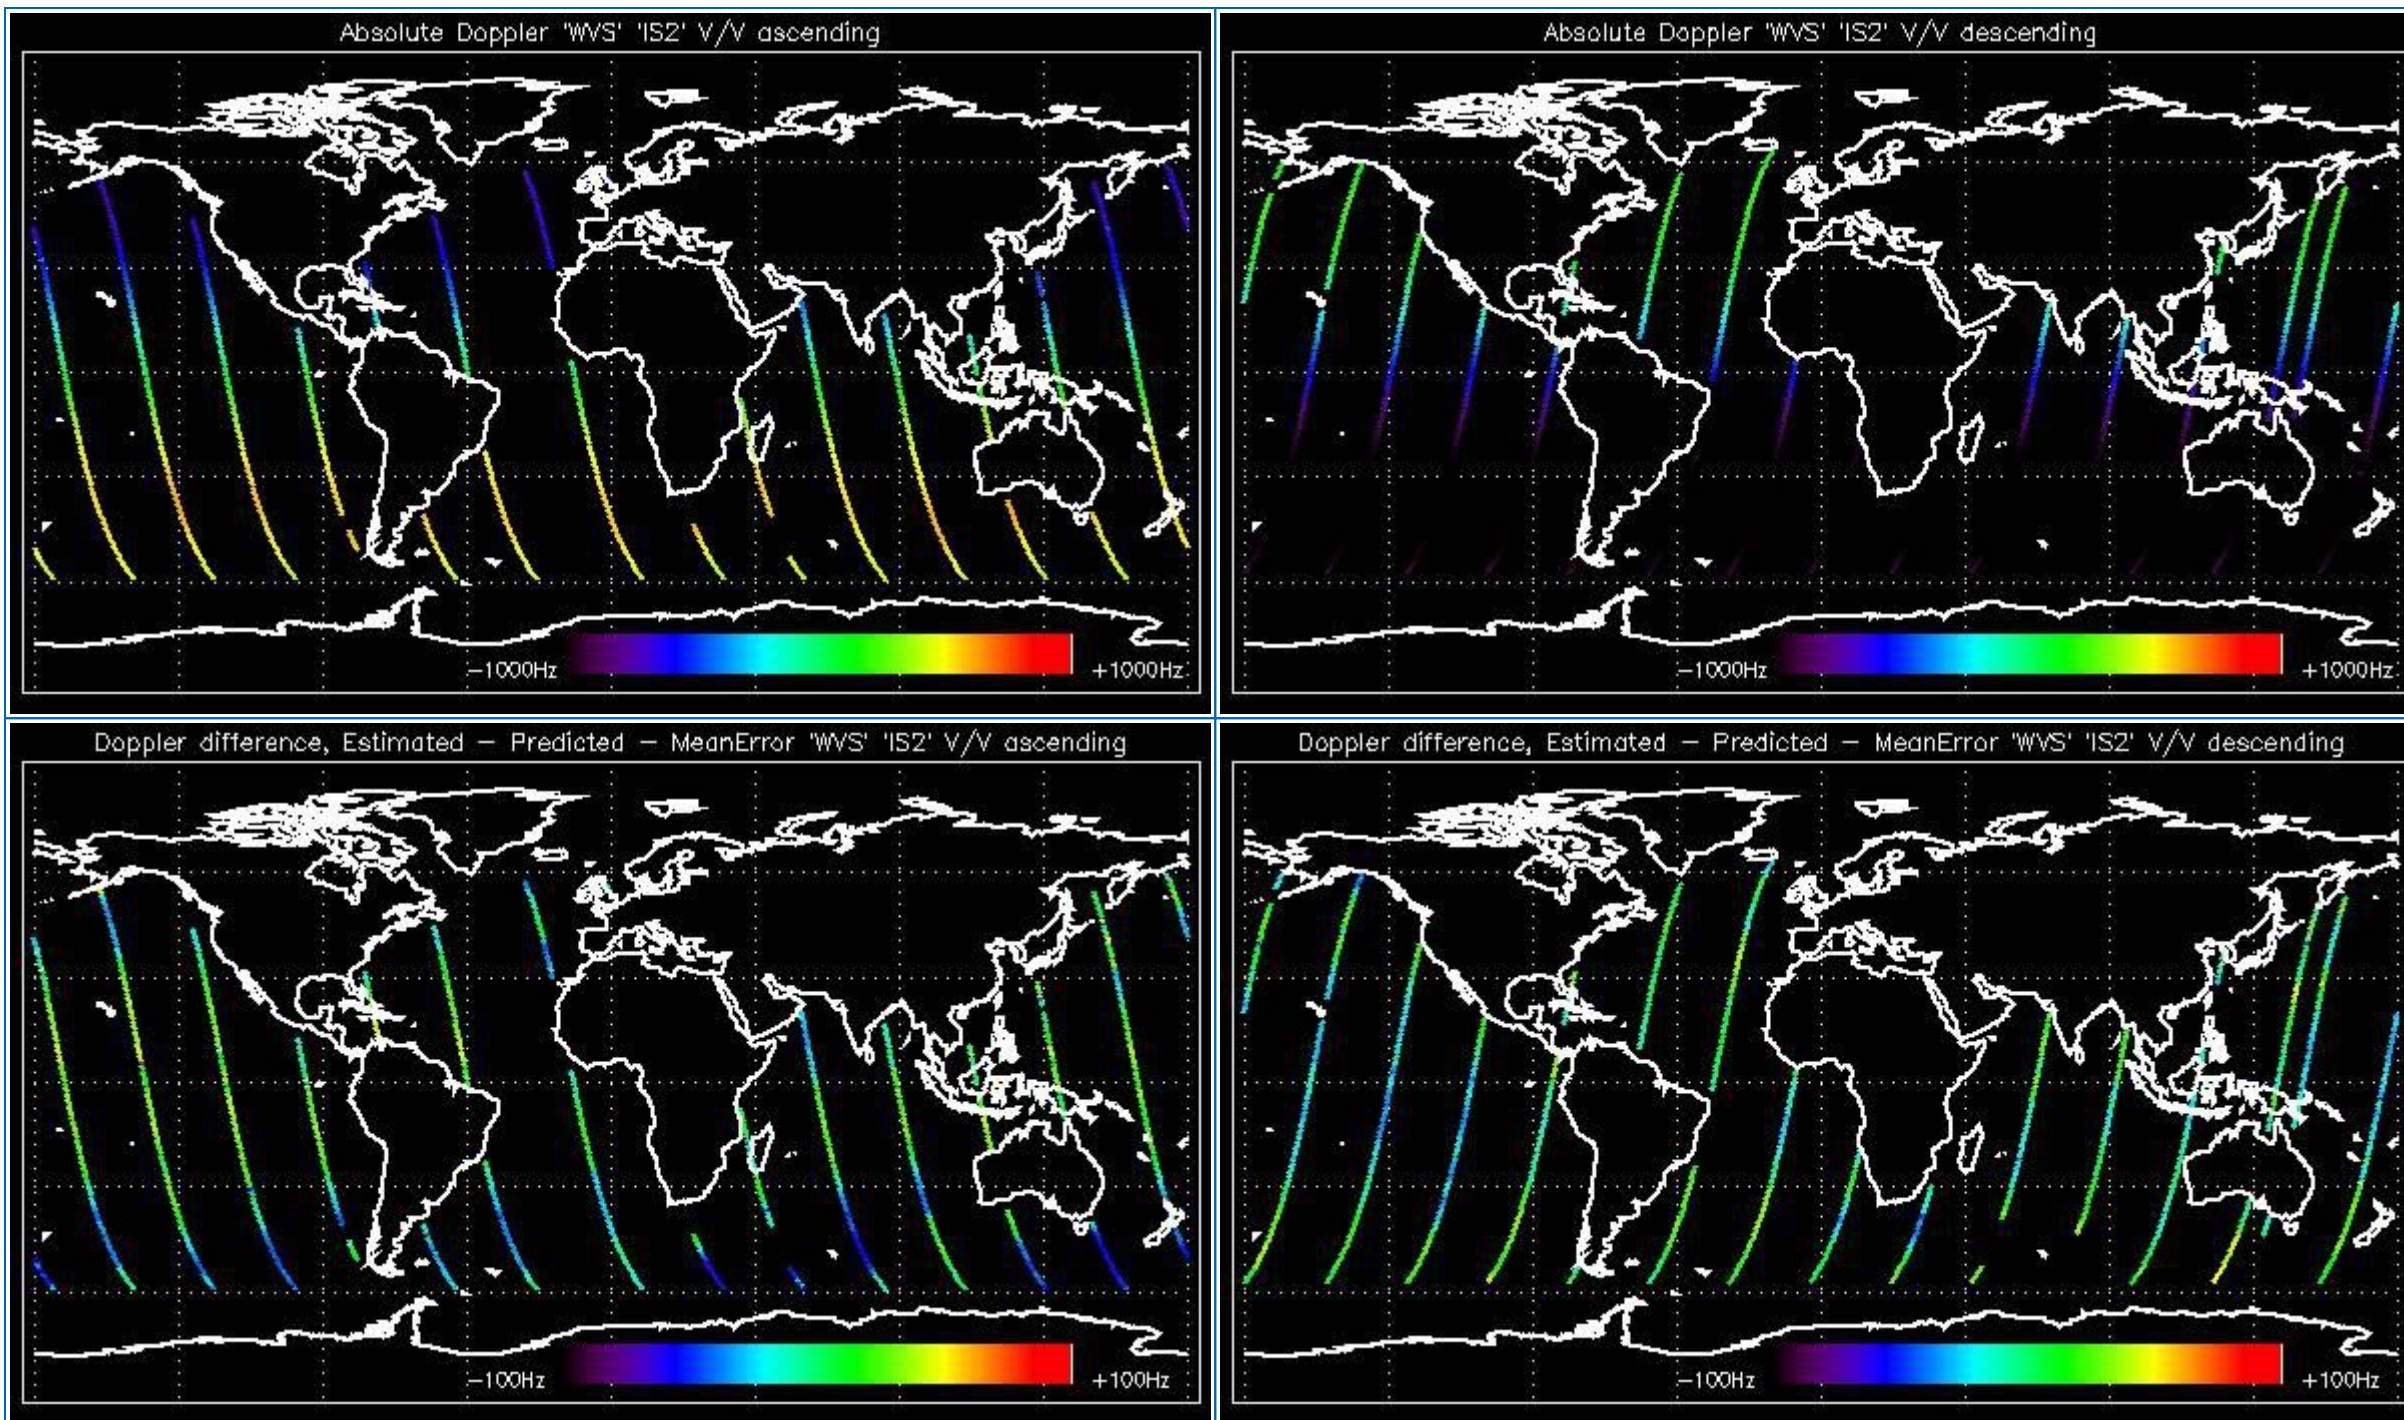 Absolute Doppler 'WVS' 'IS2' V/V ascending
-1000Hz
+1000Hz
Absolute Doppler 'WVS' 'IS2' V/V descending
-1000Hz
+1000Hz
Doppler difference, Estimated - Predicted - MeanError 'WVS' 'IS2' V/V ascending
-100Hz
+100Hz
Doppler difference, Estimated - Predicted - MeanError 'WVS' 'IS2' V/V descending
-100Hz
+100Hz